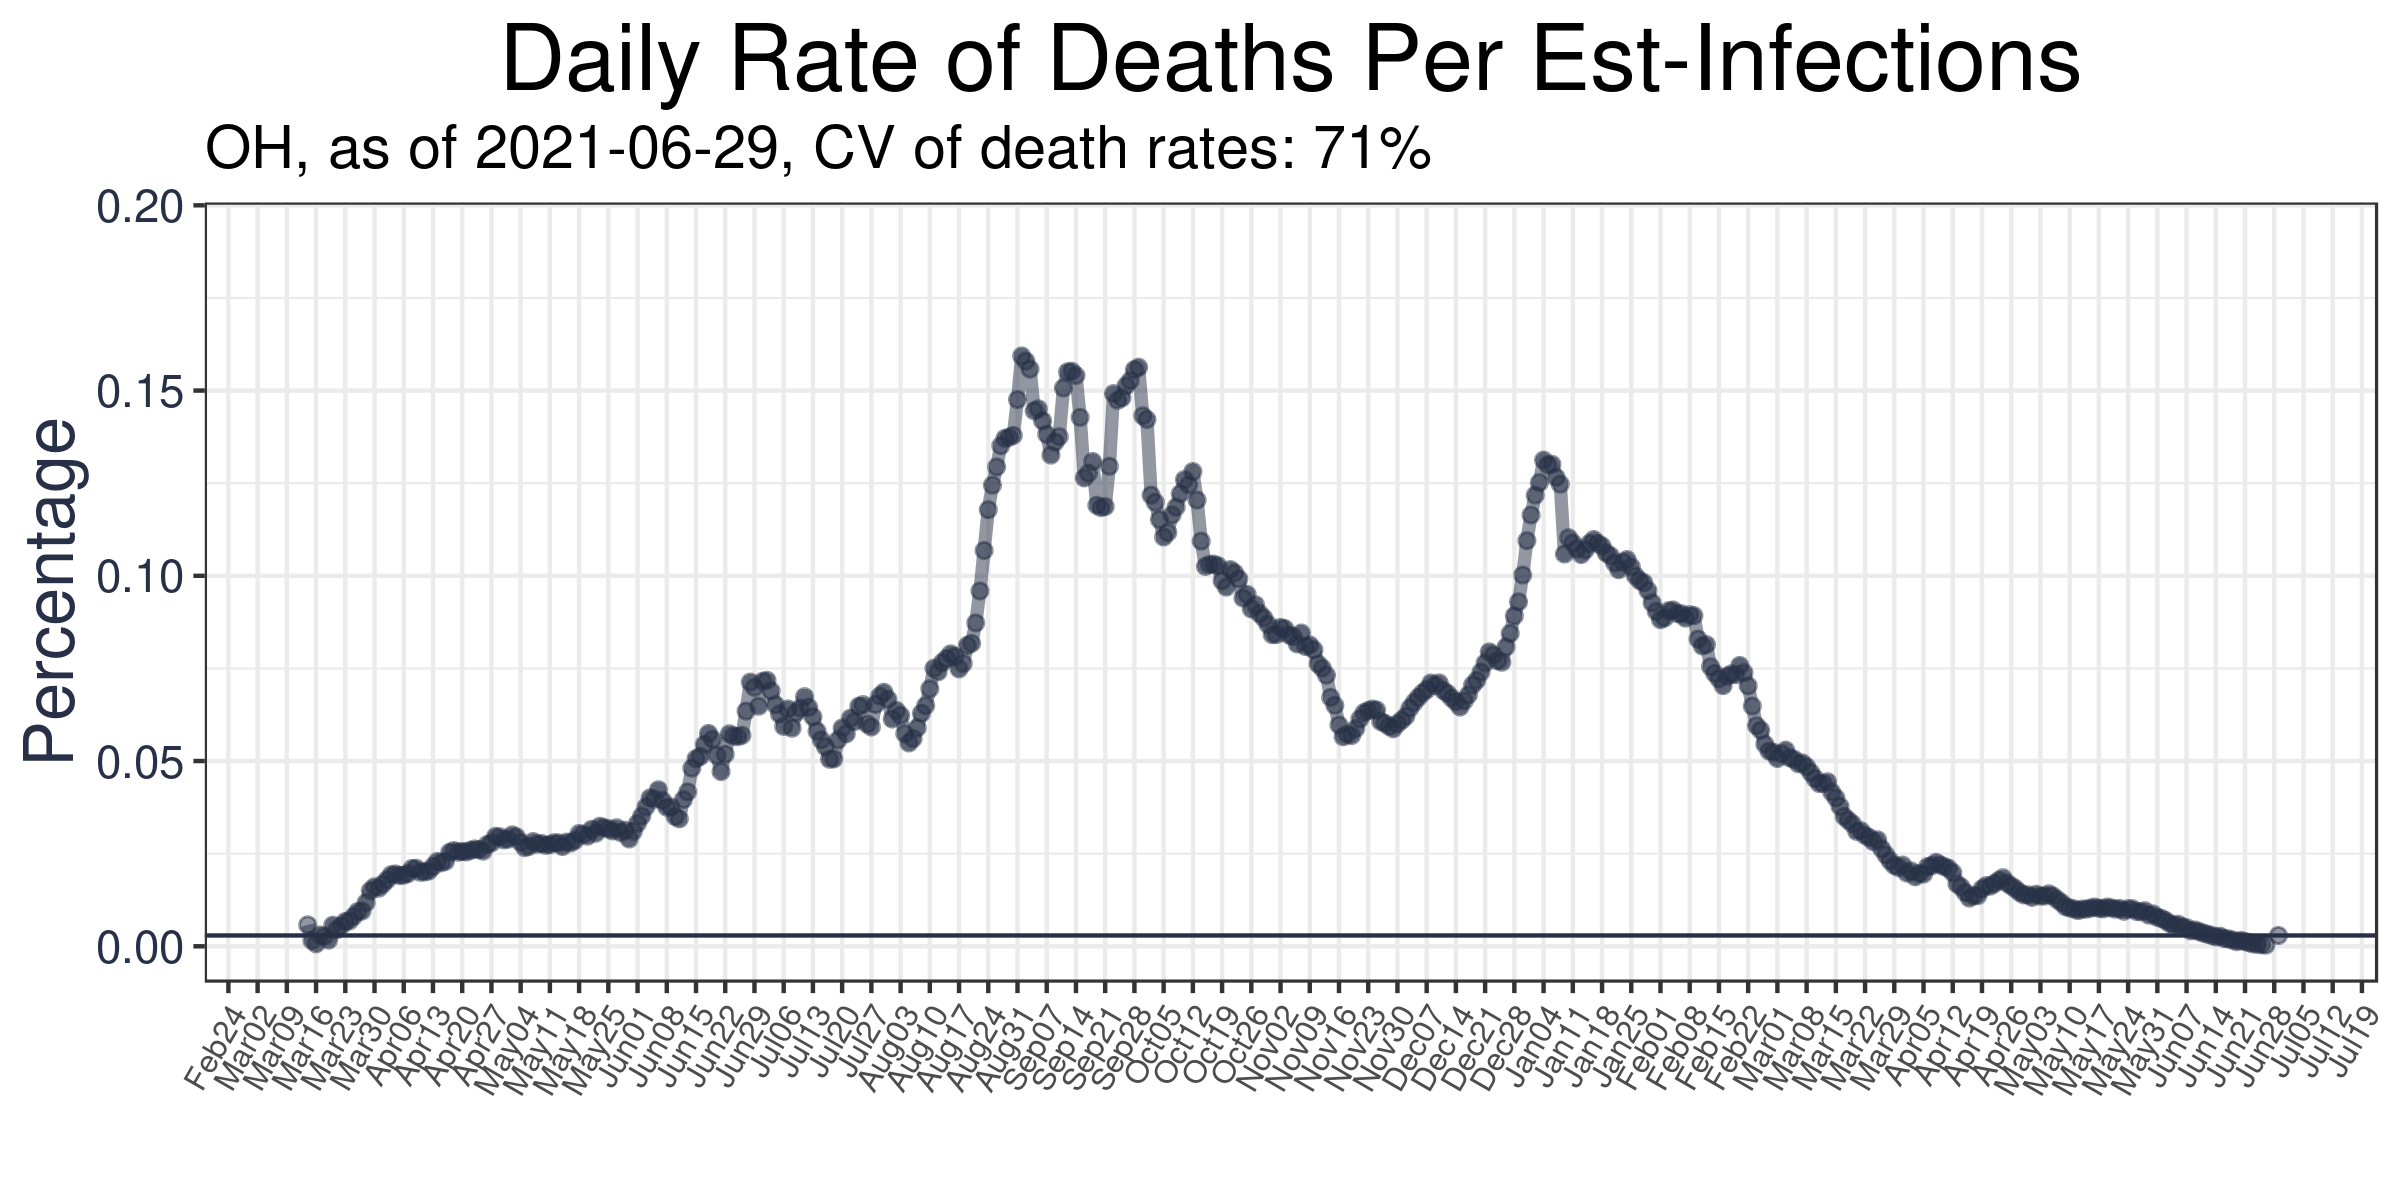 Daily Rate of Deaths Per Est-Infections
OH, as of 2021-06-29, CV of death rates: 71%
Percentage
0.20
0.15
0.10
0.05
0.00
Feb24
Mar02
Mar09
Mar16
Mar23
Mar30
Apr06
Apr13
Apr20
Apr27
May04
May11
May18
May25
Jun01
Jun08
Jun15
Jun22
Jun29
Jul06
Jul13
Jul20
Jul27
Aug03
Aug10
Aug17
Aug24
Aug31
Sep07
Sep14
Sep21
Sep28
Oct05
Oct12
Oct19
Oct26
Nov02
Nov09
Nov16
Nov23
Nov30
Dec07
Dec14
Dec21
Dec28
Jan04
Jan11
Jan18
Jan25
Feb01
Feb08
Feb15
Feb22
Mar01
Mar08
Mar15
Mar22
Mar29
Apr05
Apr12
Apr19
Apr26
May03
May10
May17
May24
May31
Jun07
Jun14
Jun21
Jun28
Jul05
Jul12
Jul19